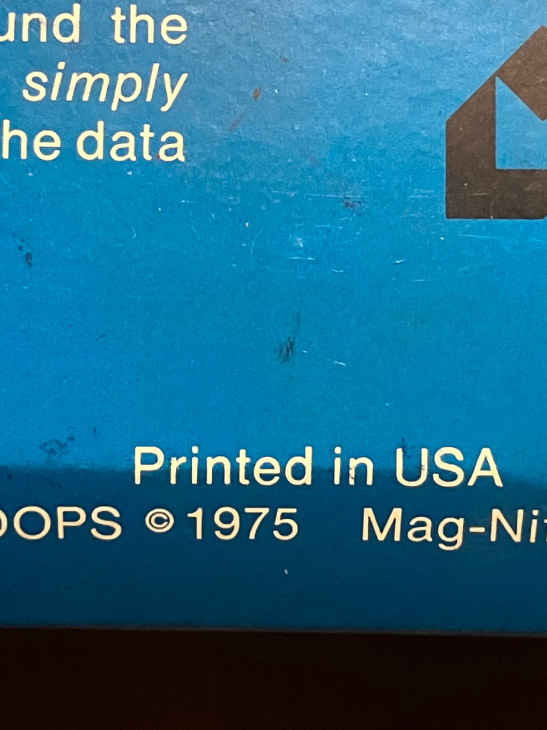 und the
simply
he data
Printed in USA
OOPS © 1975 Mag-Ni